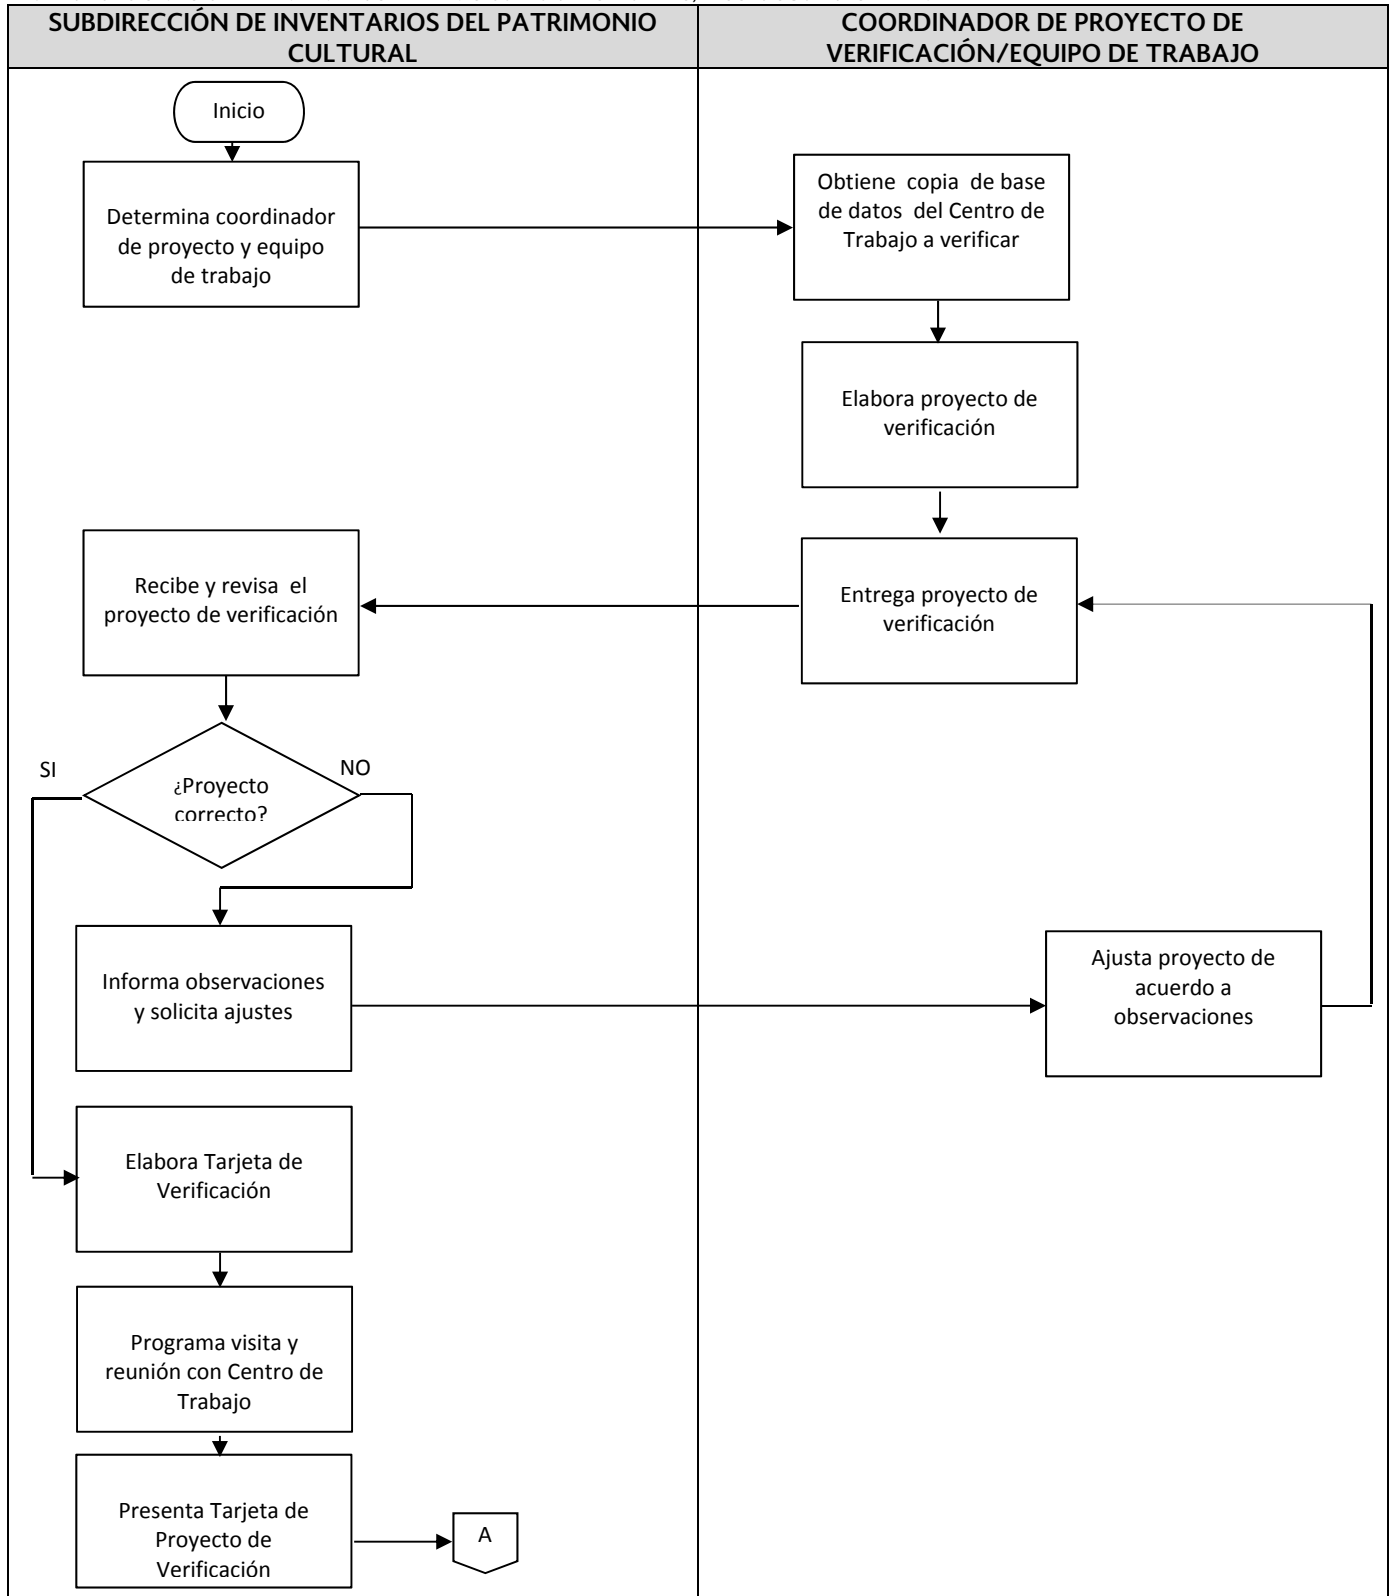 SUBDIRECCIÓN DE INVENTARIOS DEL PATRIMONIO
CULTURAL
COORDINADOR DE PROYECTO DE
VERIFICACIÓN/EQUIPO DE TRABAJO
Inicio
Determina coordinador
de proyecto y equipo
de trabajo
Obtiene copia de base
de datos del Centro de
Trabajo a verificar
Elabora proyecto de
verificación
Entrega proyecto de
verificación
Recibe y revisa el
proyecto de verificación
SI
NO
¿Proyecto
correcto?
Informa observaciones
y solicita ajustes
Ajusta proyecto de
acuerdo a
observaciones
Elabora Tarjeta de
Verificación
Programa visita y
reunión con Centro de
Trabajo
Presenta Tarjeta de
Proyecto de
Verificación
A